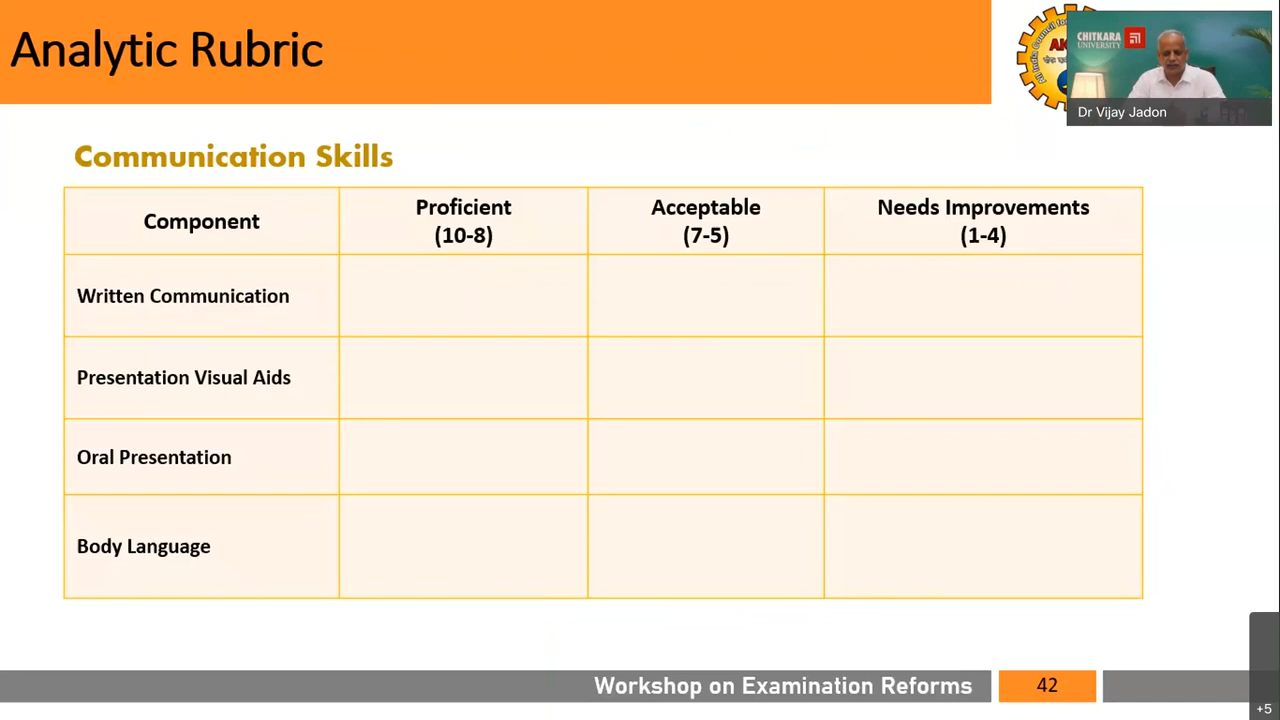 Analytic Rubric
CHITKARA
UNIVERSITY
Dr Vijay Jadon
Communication Skills
Component
Proficient
(10-8)
Acceptable
(7-5)
Needs Improvements
(1-4)
Written Communication
Presentation Visual Aids
Oral Presentation
Body Language
Workshop on Examination Reforms
42
+5